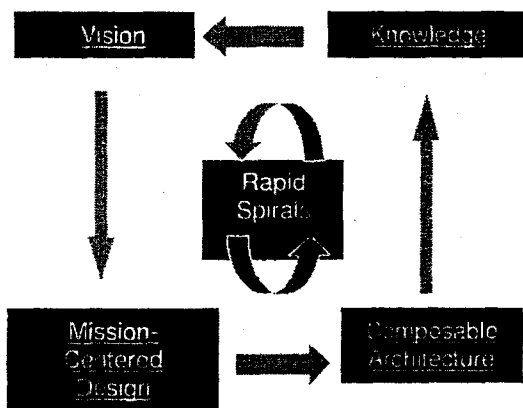 Vision
Knowledge
Rapid
Spirals
Mission-
Centered
Design
Composable
Architecture